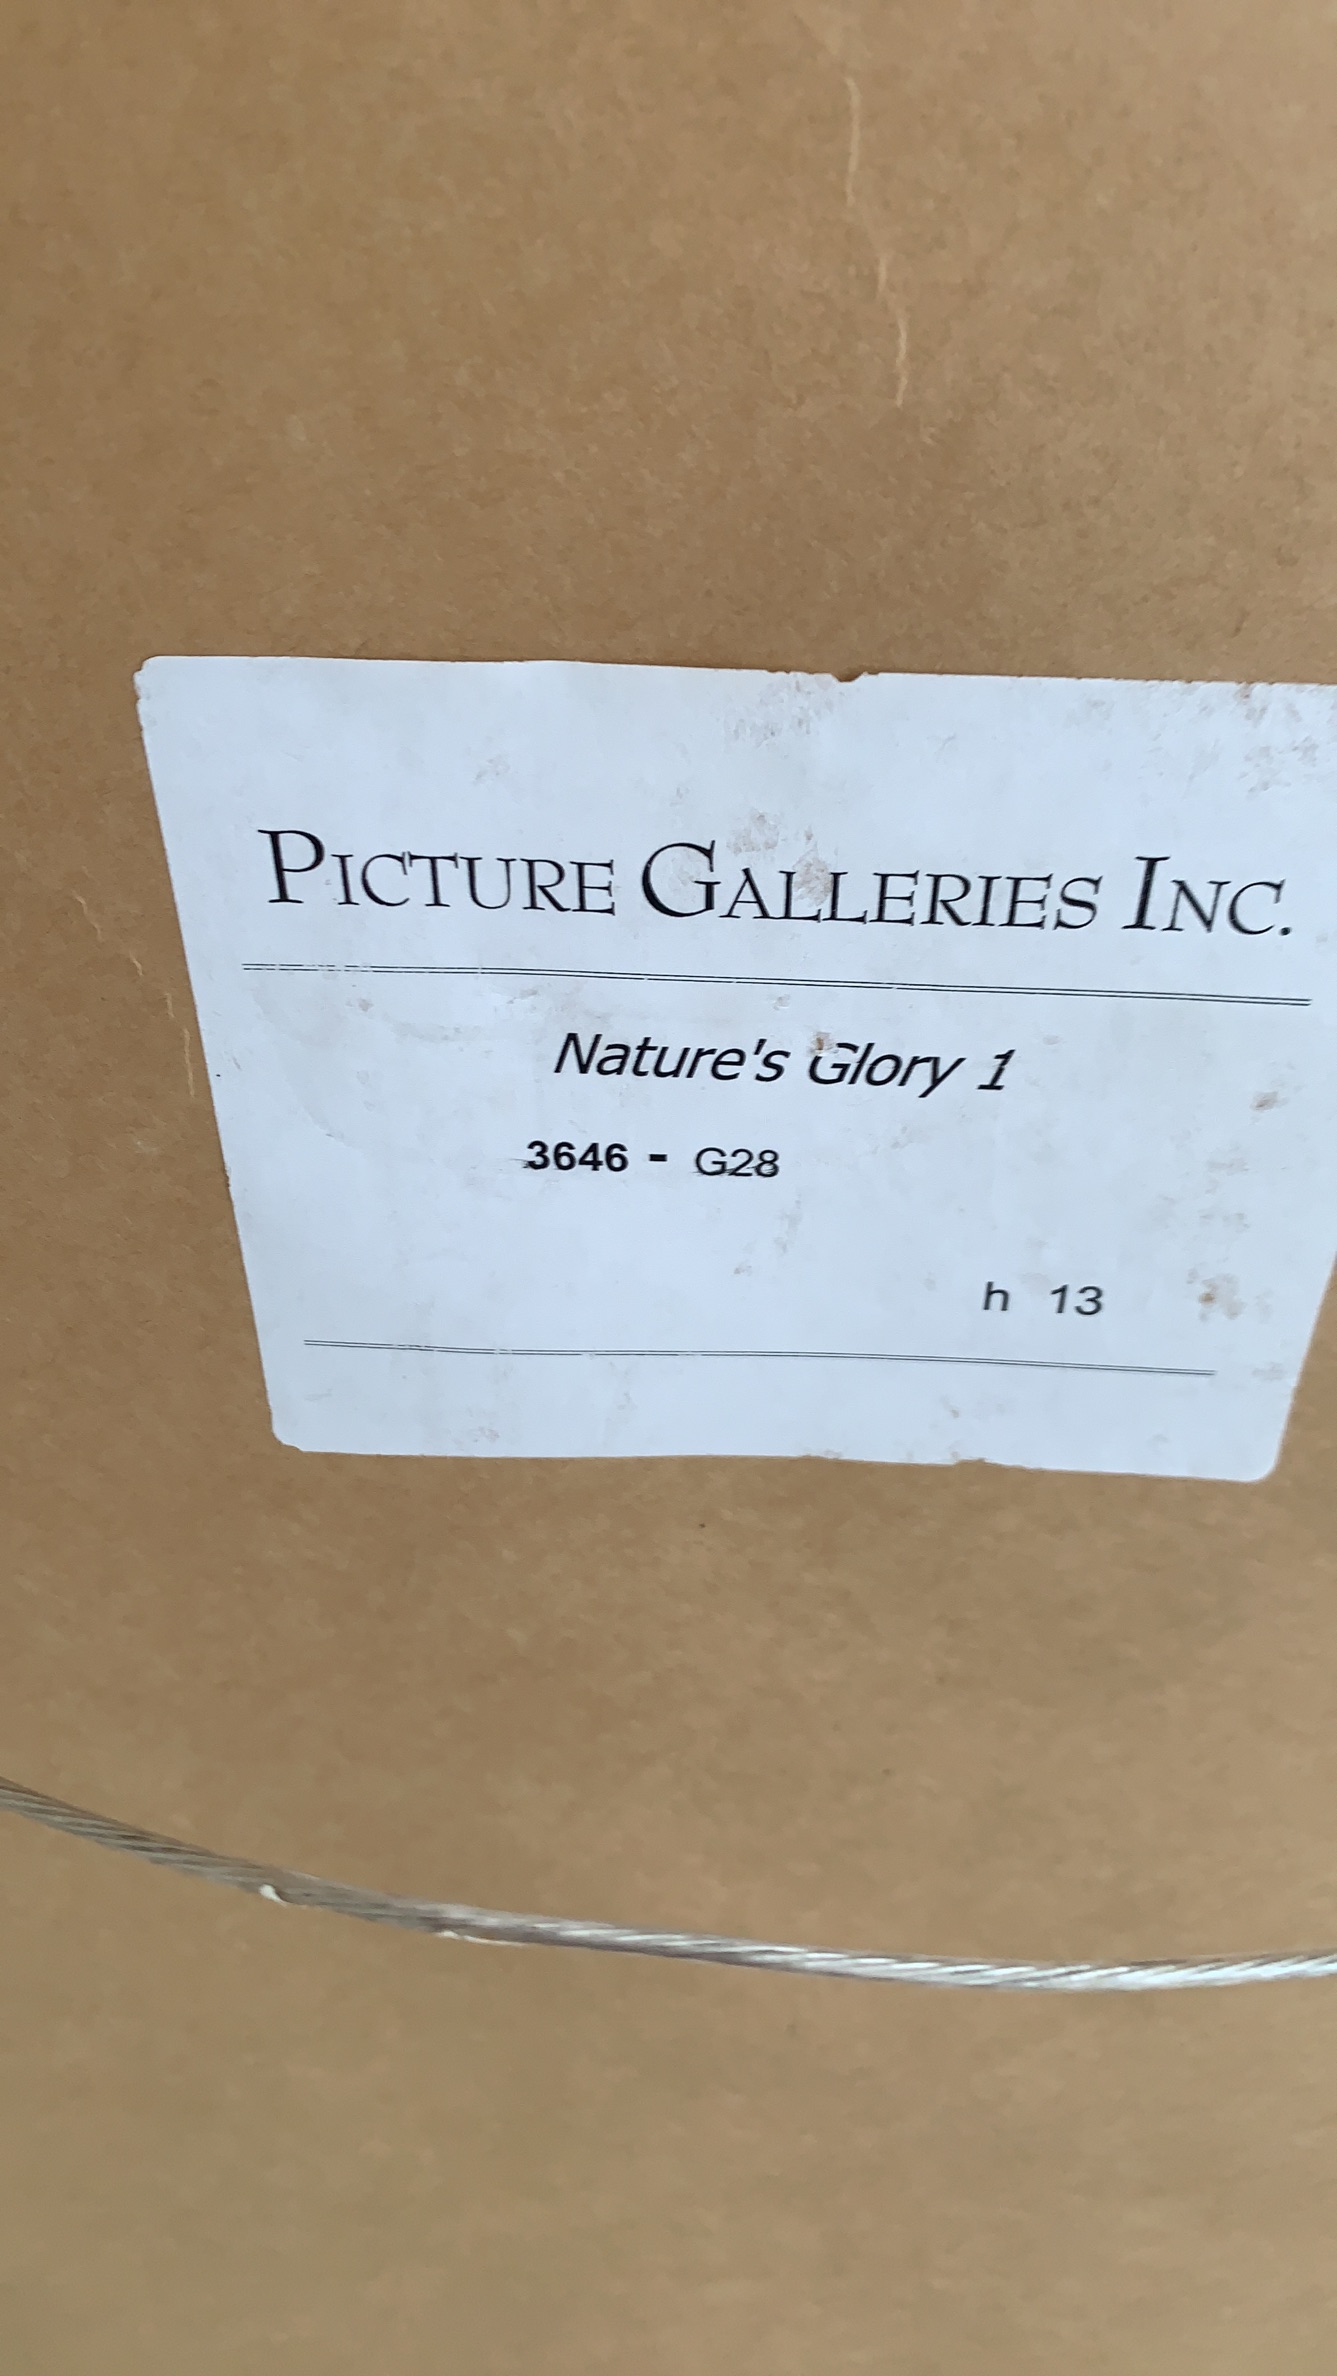 PICTURE GALLERIES INC.
Nature's Glory 1
3646 - G28
h 13